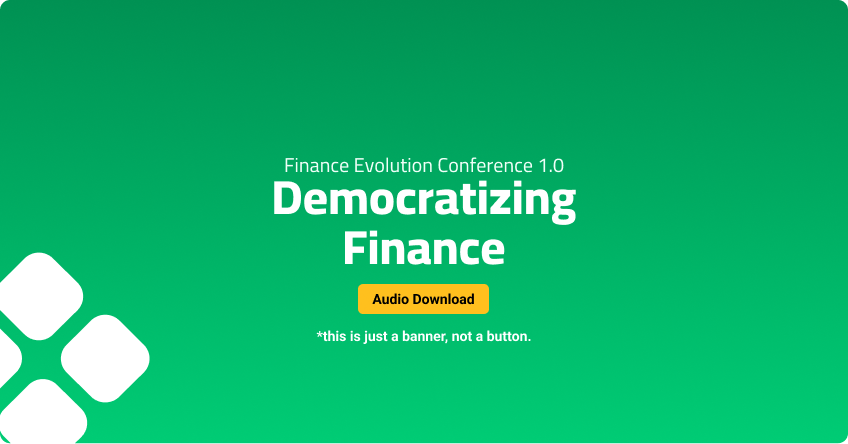 Finance Evolution Conference 1.0
Democratizing
Finance
Audio Download
*this is just a banner, not a button.